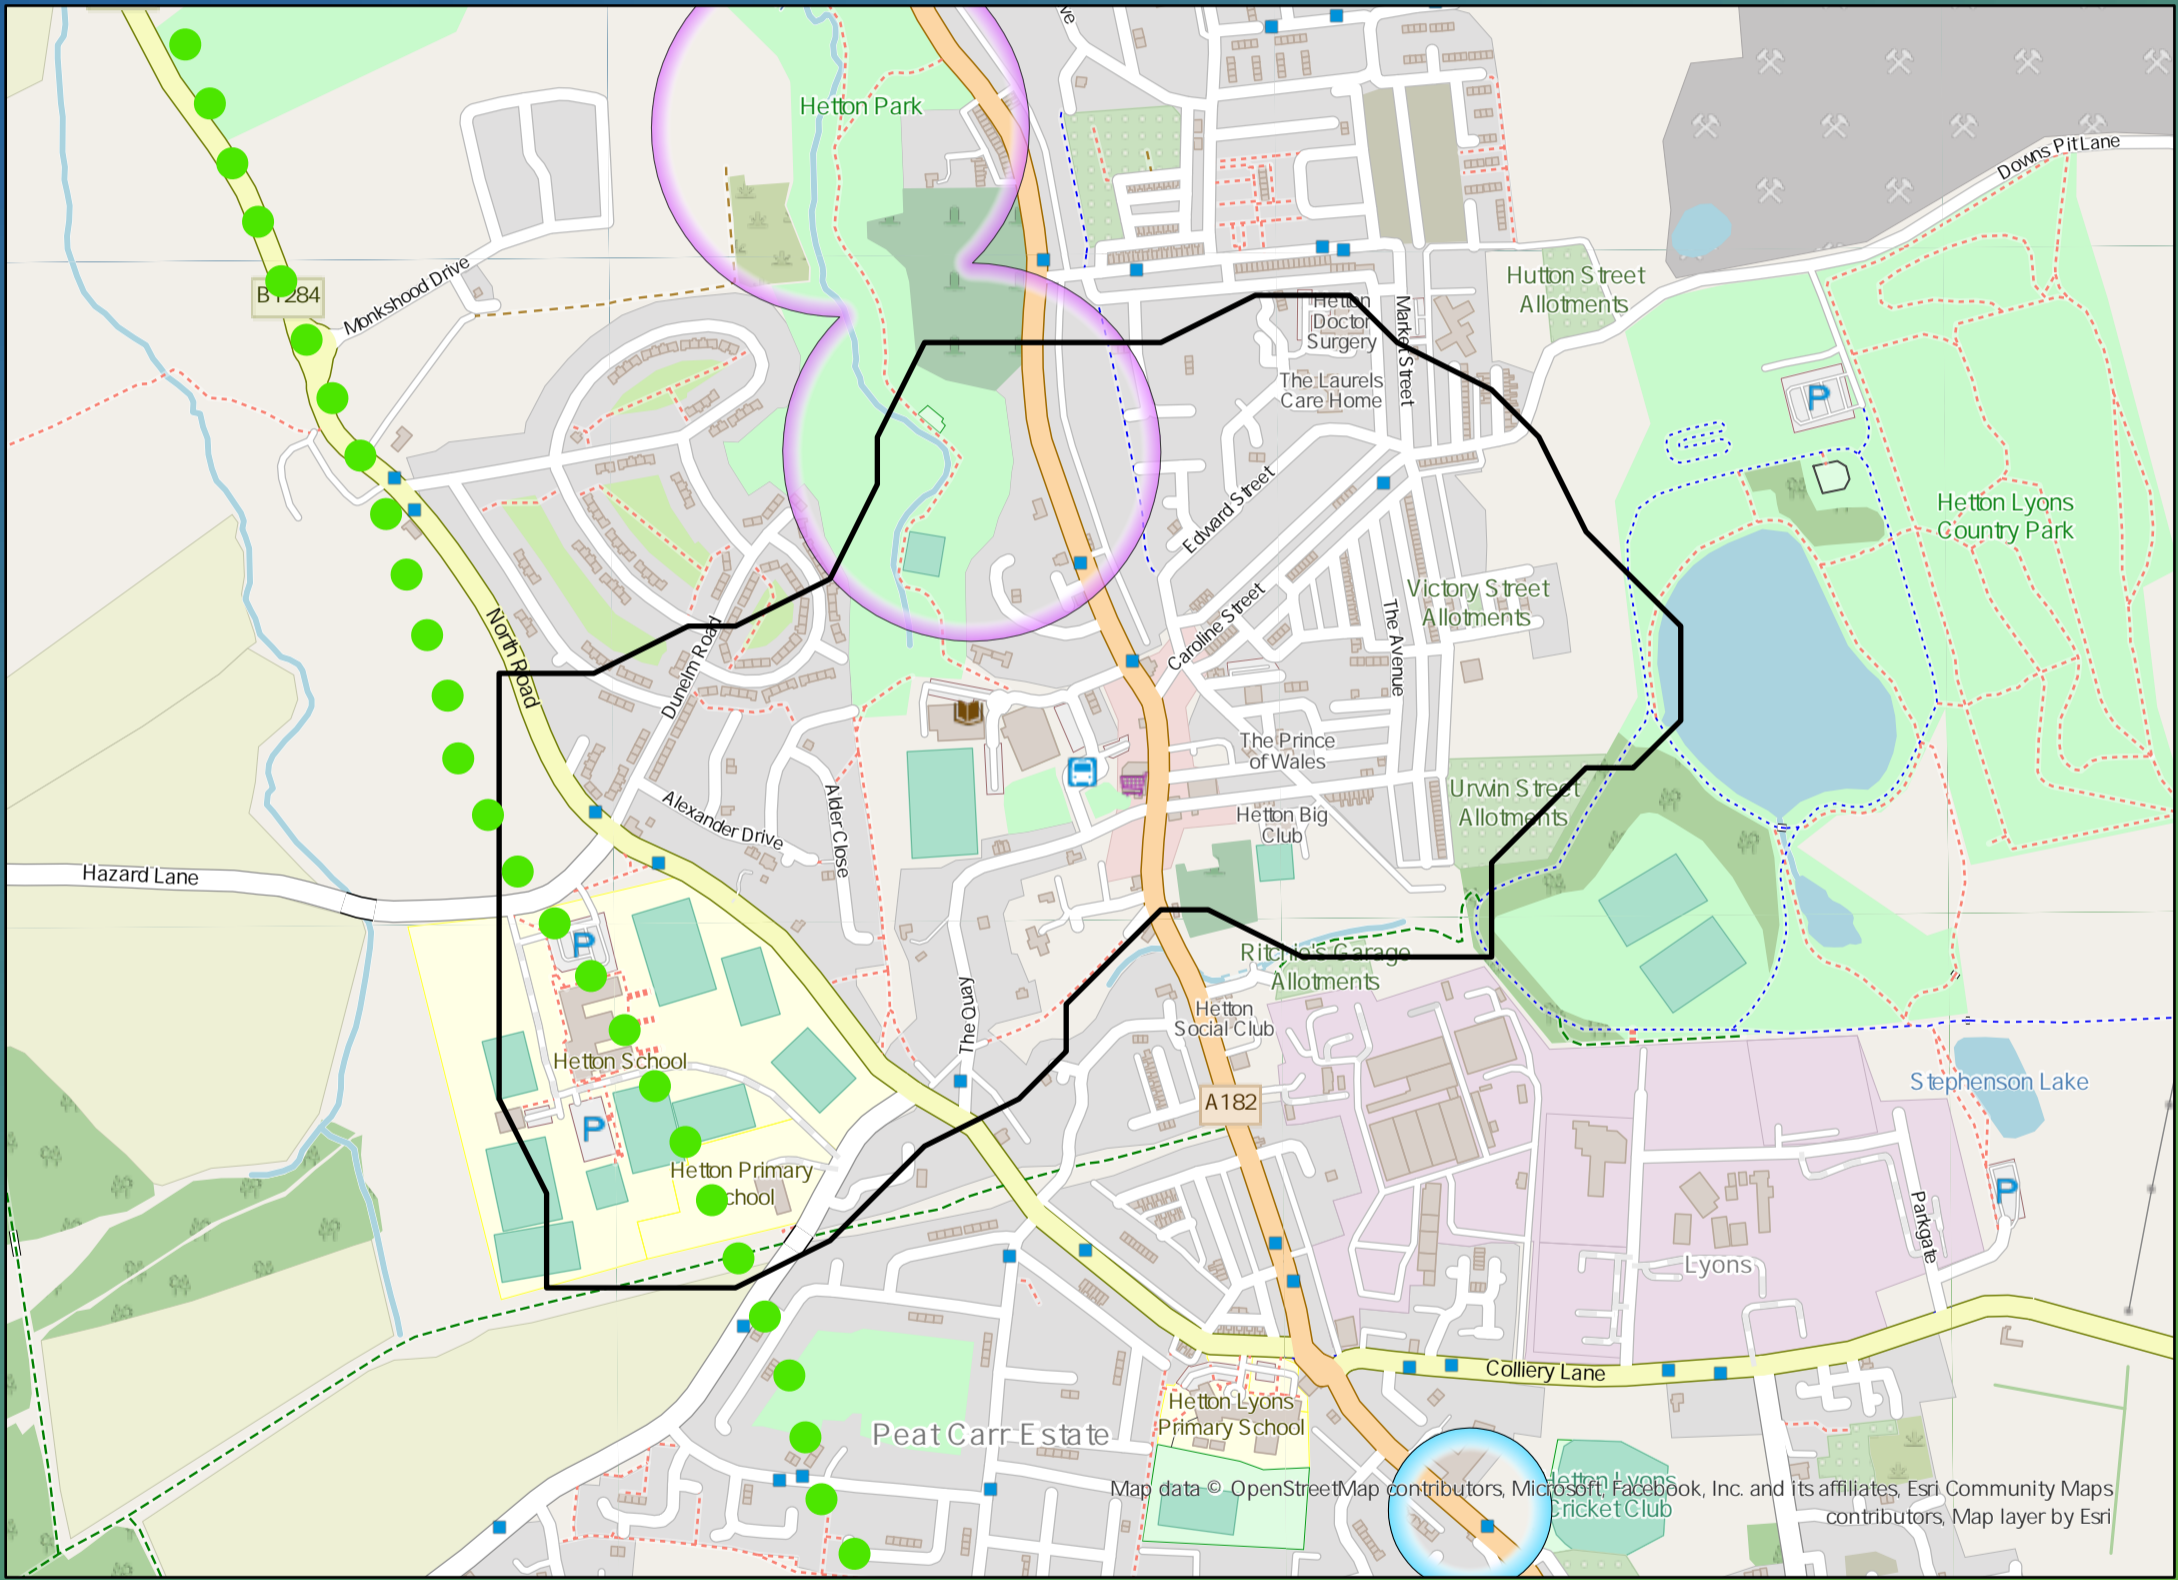 Hetton Park
Downs Pit Lane
Monkshood Drive
B1284
Hutton Street
Allotments
Hetton
Doctor
Surgery
Market Street
The Laurels
Care Home
P
Hetton Lyons
Country Park
Edward Street
Victory Street
Allotments
Caroline Street
The Avenue
North Road
Dunelm Road
The Prince
of Wales
Urwin Street
Allotments
Alexander Drive
Alder Close
Hetton Big
Club
Hazard Lane
P
Ritchie's Garage
Allotments
The Quay
Hetton
Social Club
Hetton School
Stephenson Lake
A182
P
Hetton Primary
School
P
Parkgate
Lyons
Colliery Lane
Hetton Lyons
Primary School
Peat Carr Estate
Hetton Lyons
Cricket Club
Map data © OpenStreetMap contributors, Microsoft, Facebook, Inc. and its affiliates, Esri Community Maps
contributors, Map layer by Esri